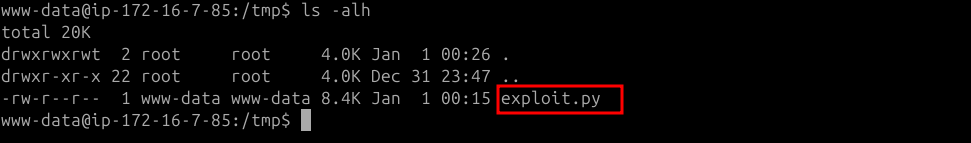 www-data@ip-172-16-7-85:/tmp$ ls -alh
total 20K
drwxrwxrwt  2 root     root     4.0K Jan  1 00:26 .
drwxr-xr-x 22 root     root     4.0K Dec 31 23:47 ..
-rw-r--r--  1 www-data www-data 8.4K Jan  1 00:15 exploit.py
www-data@ip-172-16-7-85:/tmp$